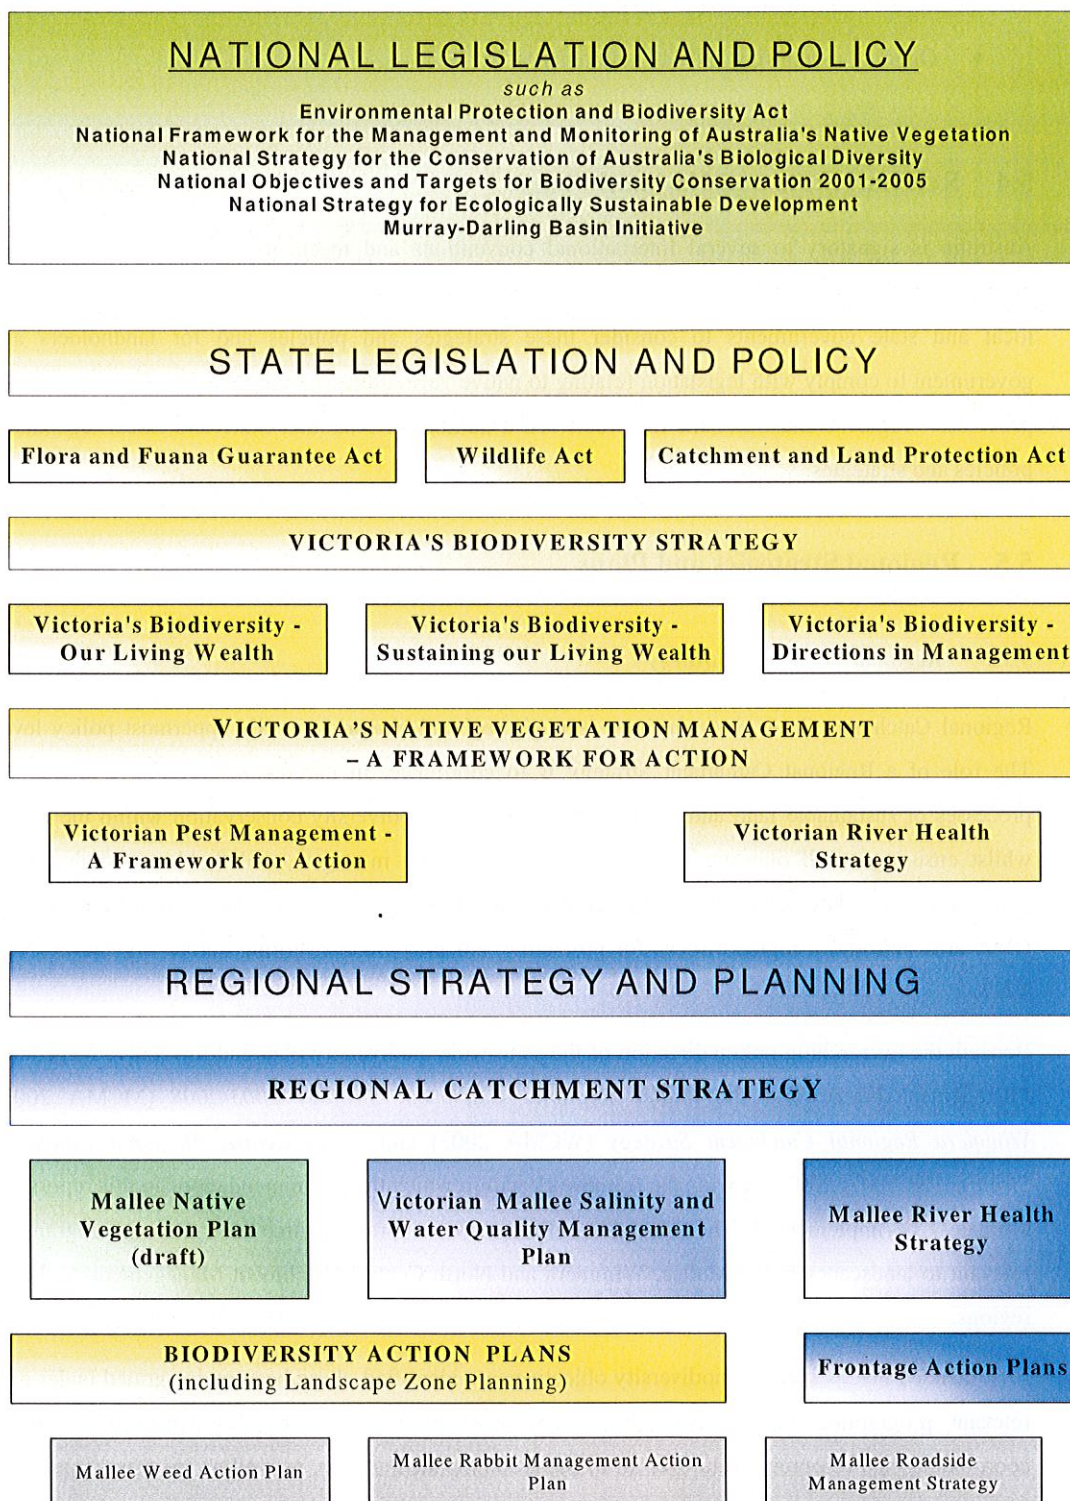 NATIONAL LEGISLATION AND POLICY
such as
Environmental Protection and Biodiversity Act
National Framework for the Management and Monitoring of Australia's Native Vegetation
National Strategy for the Conservation of Australia's Biological Diversity
National Objectives and Targets for Biodiversity Conservation 2001-2005
National Strategy for Ecologically Sustainable Development
Murray-Darling Basin Initiative
STATE LEGISLATION AND POLICY
Flora and Fuana Guarantee Act
Wildlife Act
Catchment and Land Protection Act
VICTORIA'S BIODIVERSITY STRATEGY
Victoria's Biodiversity -
Our Living Wealth
Victoria's Biodiversity -
Sustaining our Living Wealth
Victoria's Biodiversity -
Directions in Management
VICTORIA'S NATIVE VEGETATION MANAGEMENT
– A FRAMEWORK FOR ACTION
Victorian Pest Management -
A Framework for Action
Victorian River Health
Strategy
REGIONAL STRATEGY AND PLANNING
REGIONAL CATCHMENT STRATEGY
Mallee Native
Vegetation Plan
(draft)
Victorian Mallee Salinity and
Water Quality Management
Plan
Mallee River Health
Strategy
BIODIVERSITY ACTION PLANS
(including Landscape Zone Planning)
Frontage Action Plans
Mallee Weed Action Plan
Mallee Rabbit Management Action
Plan
Mallee Roadside
Management Strategy